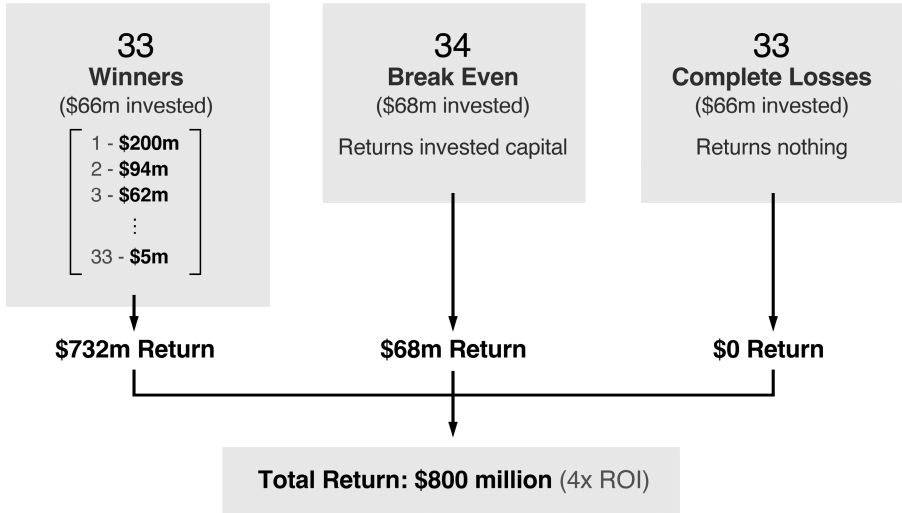 33
Winners
($66m invested)
1 - $200m
2 - $94m
3 - $62m
⋮
33 - $5m
34
Break Even
($68m invested)
Returns invested capital
33
Complete Losses
($66m invested)
Returns nothing
$732m Return
$68m Return
$0 Return
Total Return: $800 million (4x ROI)